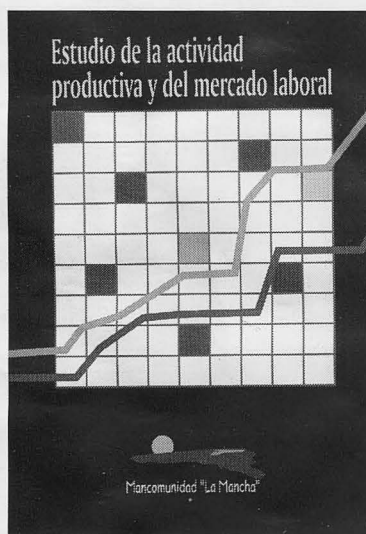 Estudio de la actividad
productiva y del mercado laboral
Mancomunidad "La Mancha"